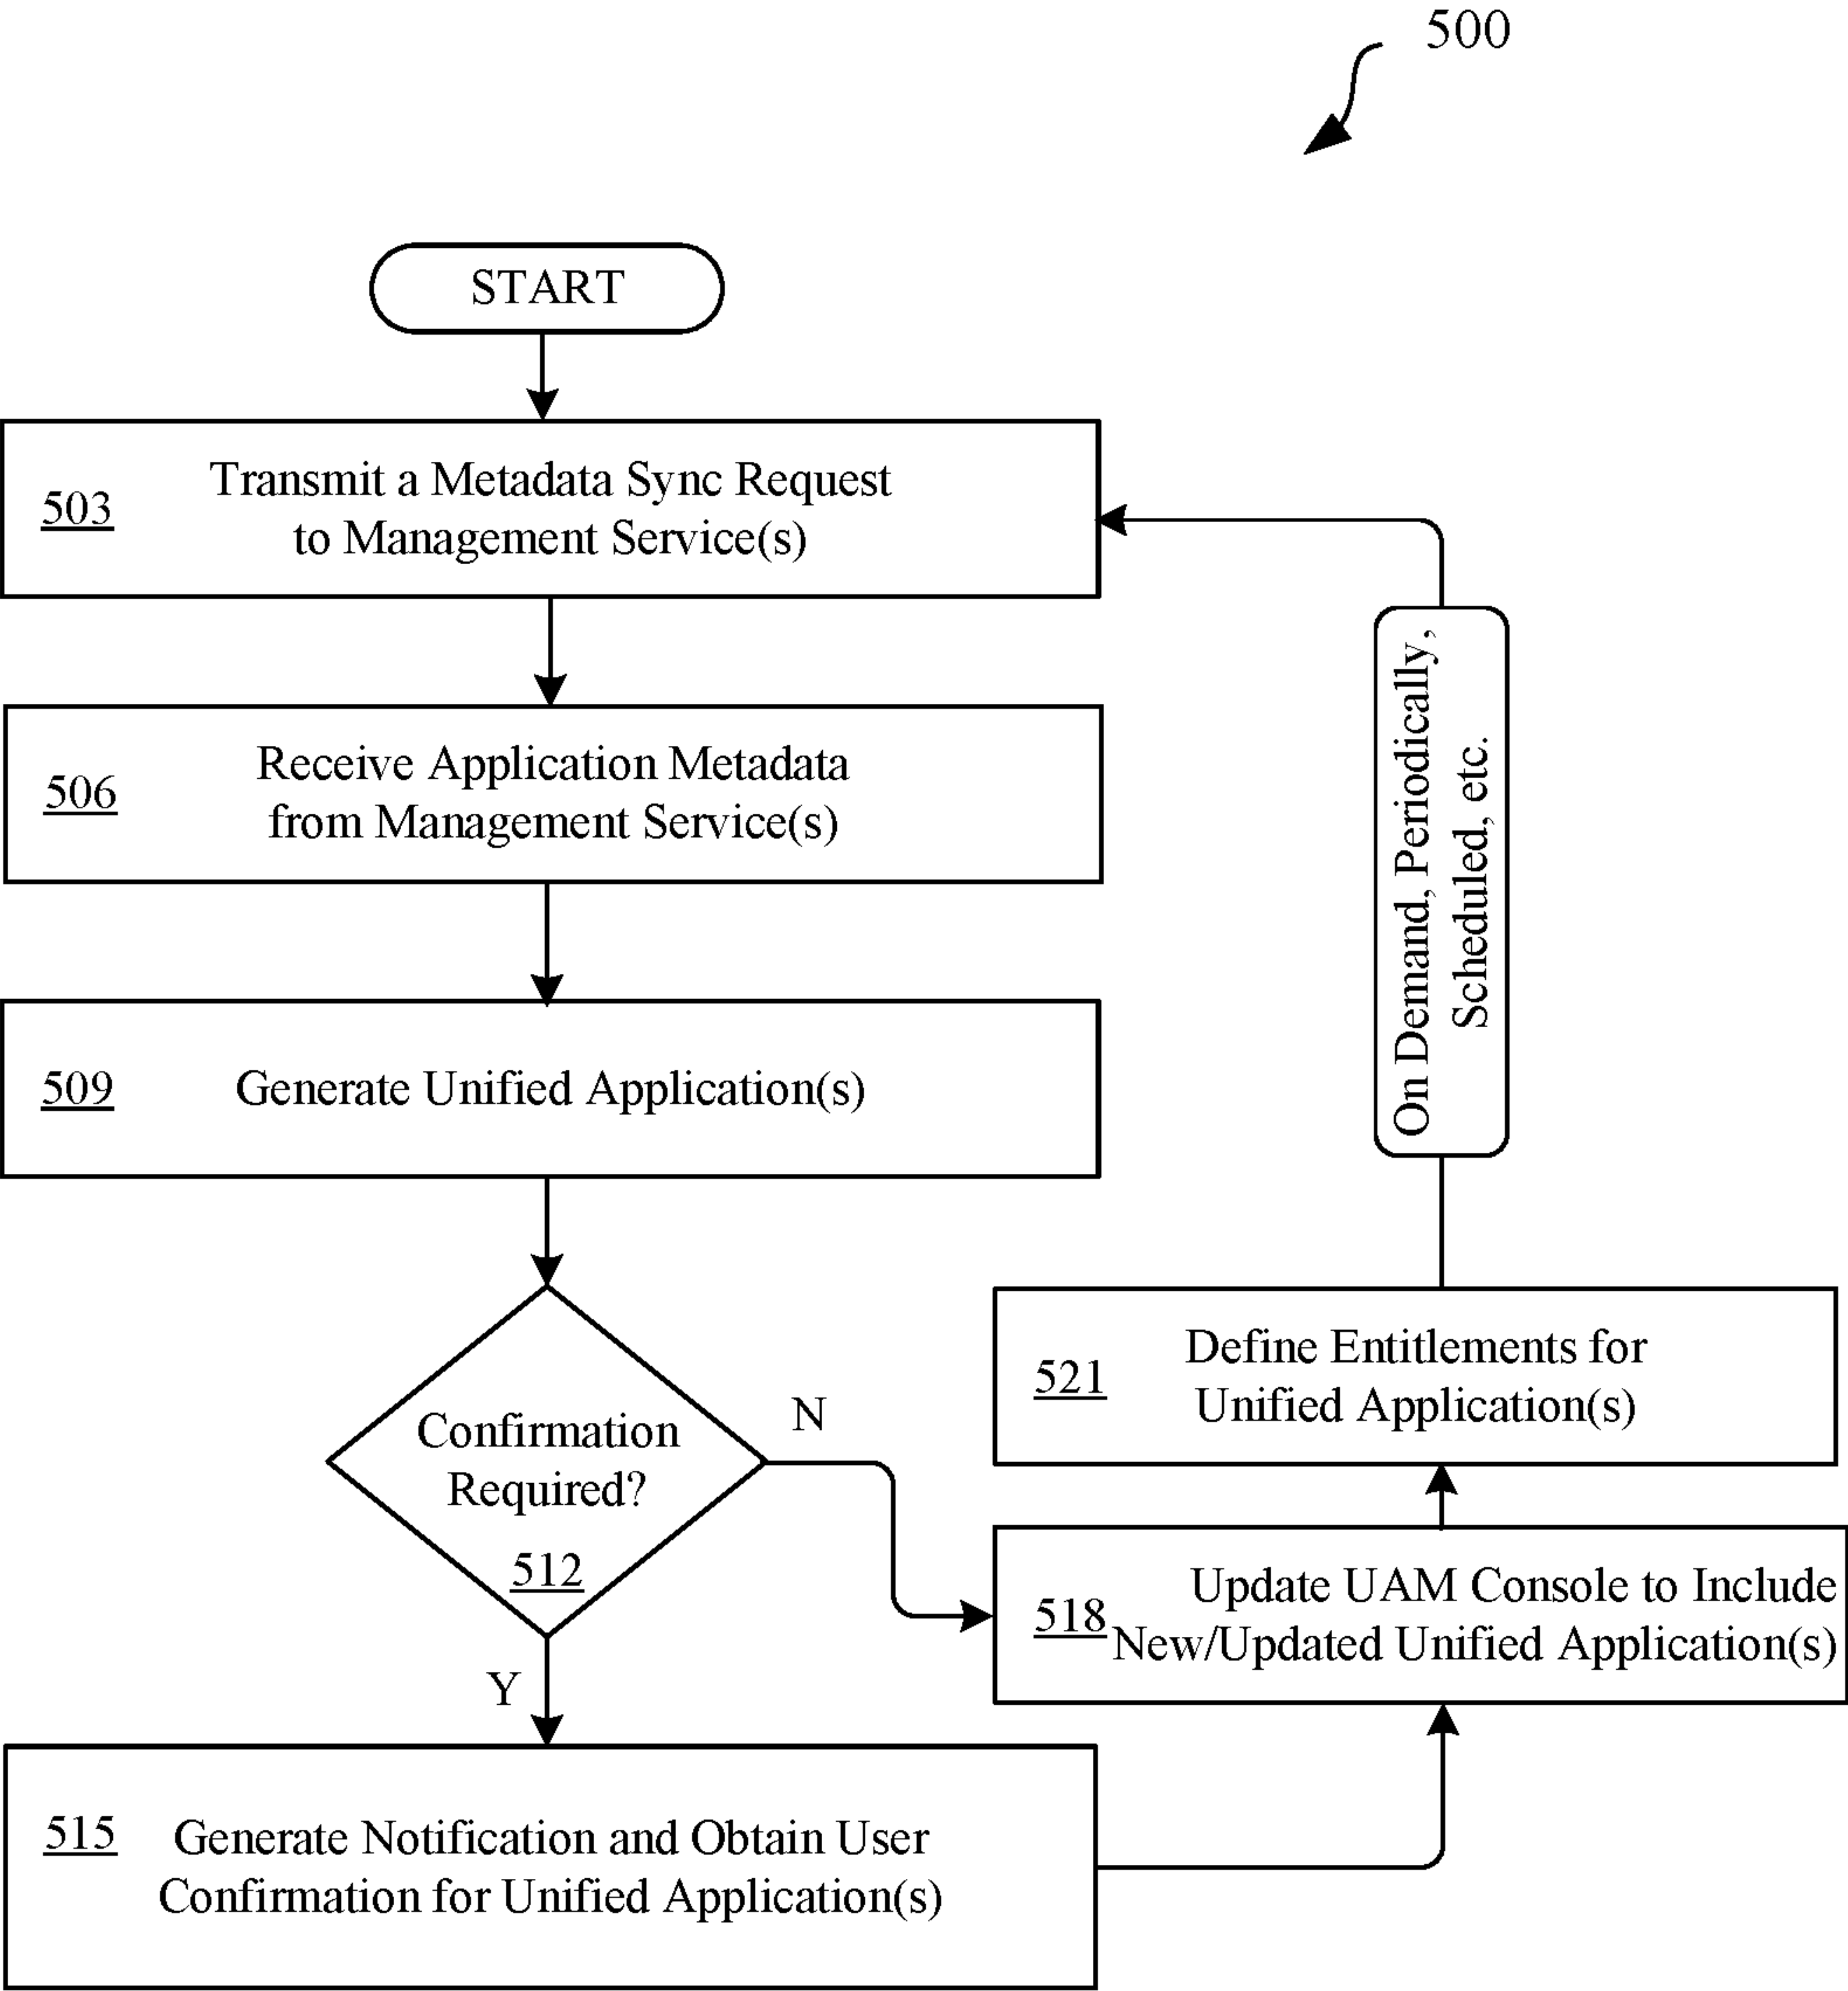 500
START
503
Transmit a Metadata Sync Request
to Management Service(s)
506
Receive Application Metadata
from Management Service(s)
509
Generate Unified Application(s)
Confirmation
Required?
512
N
Y
515
Generate Notification and Obtain User
Confirmation for Unified Application(s)
518
Update UAM Console to Include
New/Updated Unified Application(s)
521
Define Entitlements for
Unified Application(s)
On Demand, Periodically,
Scheduled, etc.